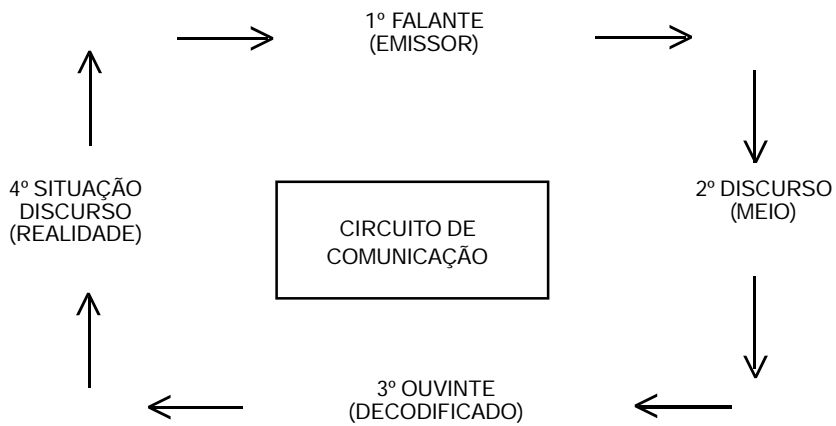 1º FALANTE
(EMISSOR)
2º DISCURSO
(MEIO)
3º OUVINTE
(DECODIFICADO)
4º SITUAÇÃO
DISCURSO
(REALIDADE)
CIRCUITO DE
COMUNICAÇÃO